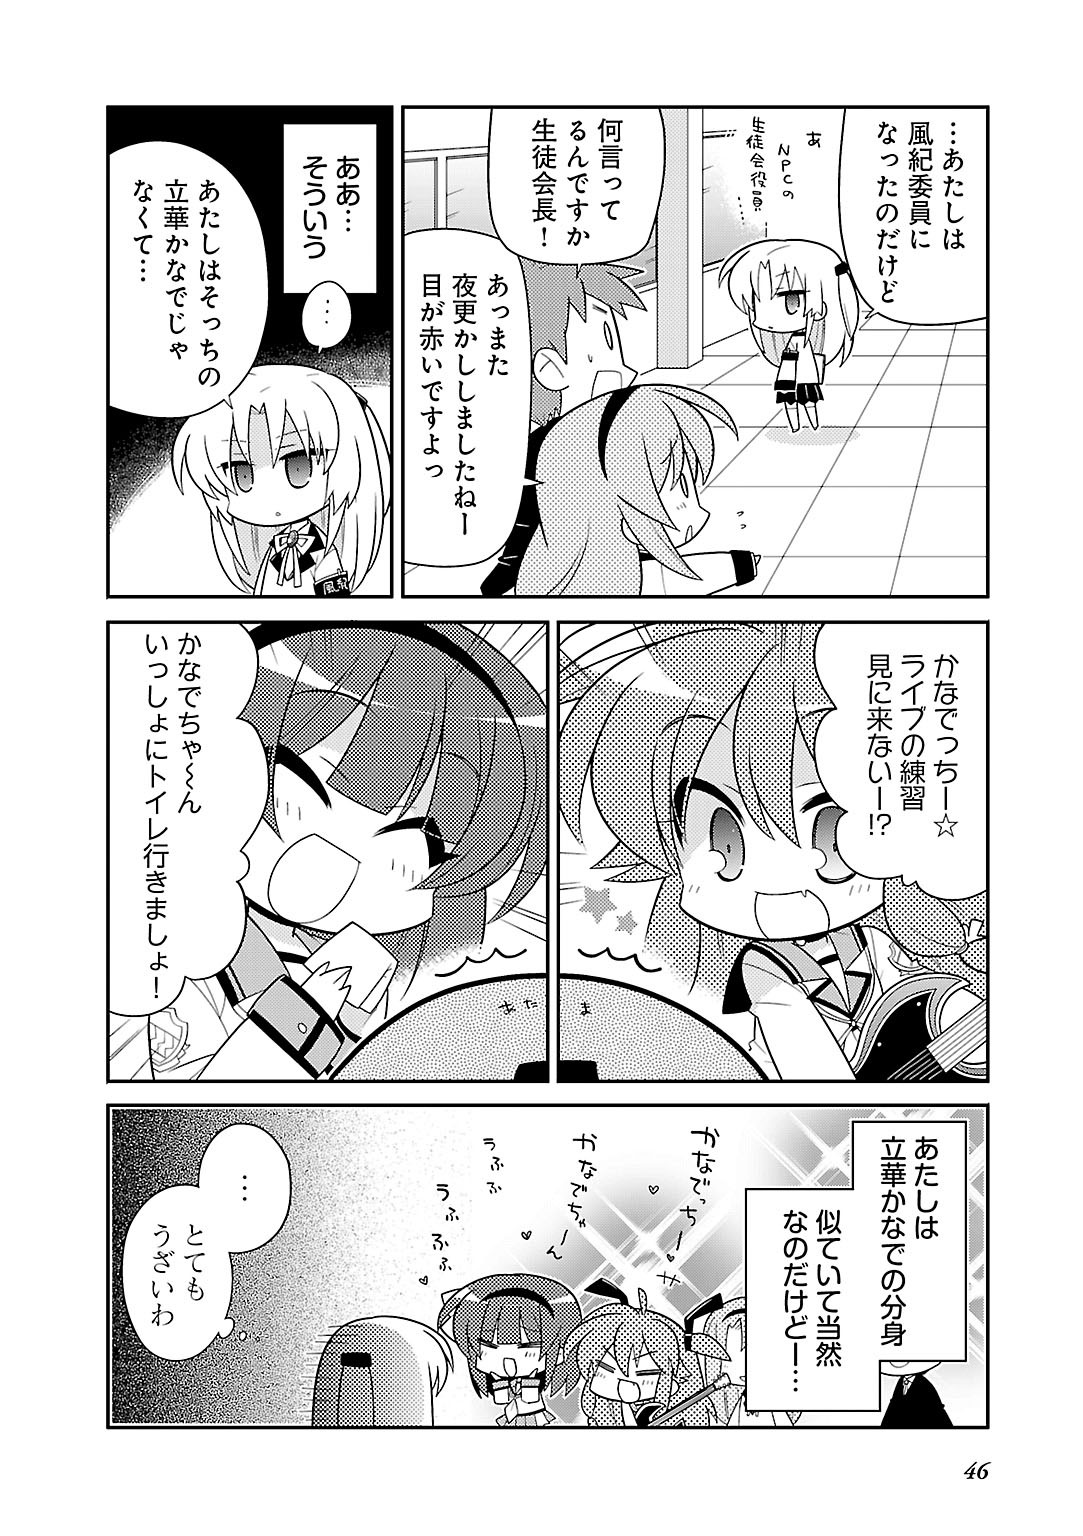 …あたしは
風紀委員に
なったのだけど
あ
NPCの
生徒会役員…
何言って
るんですか
生徒会長！
あっまた
夜更かししましたねー
目が赤いですよっ
ああ…
そういう
…
あたしはそっちの
立華かなでじゃ
なくて…
風紀
かなでっちー☆
ライブの練習
見に来ないー!?
かなでちゃ〜ん
いっしょにトイレ行きましょ！
あたま
あたしは
立華かなでの分身
似ていて当然
なのだけどー…
かなでっちー♡
かなでちゃーん♡
うふふふ♡
うふふふ♡
…
とても
うざいわ
46